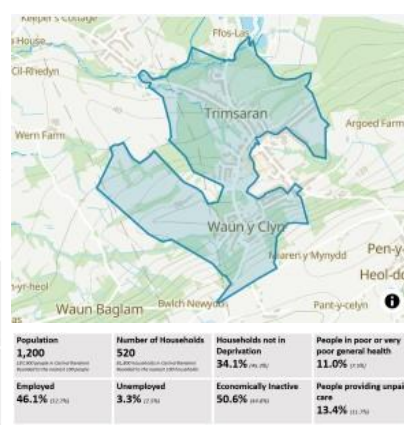 Keeper's Cottage
Ffos-Las
House
Cil-Rhedyn
Trimsaran
Argoed Farm
Wern Farm
Waun y Clyn
Pen-y-
Maren y Mynydd
Heol-d
-yr-heol
Waun Baglam
Bwlch Newydd
Pant-y-celyn
as
Population
Number of Households
Households not in
Deprivation
People in poor or very
poor general health
1,200
520
34.1%
11.0%
Employed
Unemployed
Economically Inactive
People providing unpai
care
46.1%
3.3%
50.6%
13.4%